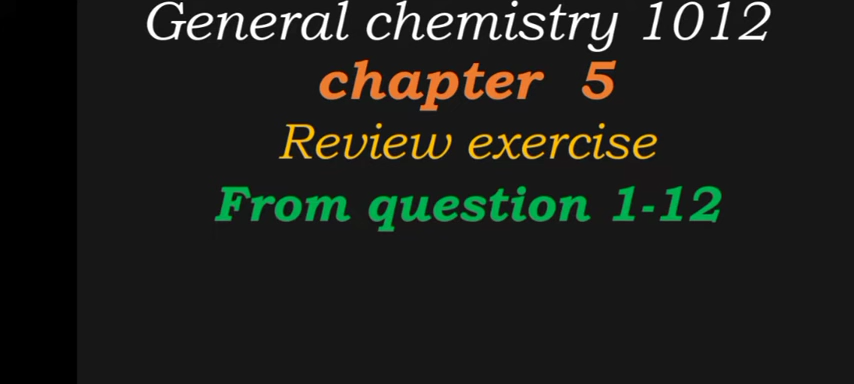 General chemistry 1012
chapter 5
Review exercise
From question 1-12